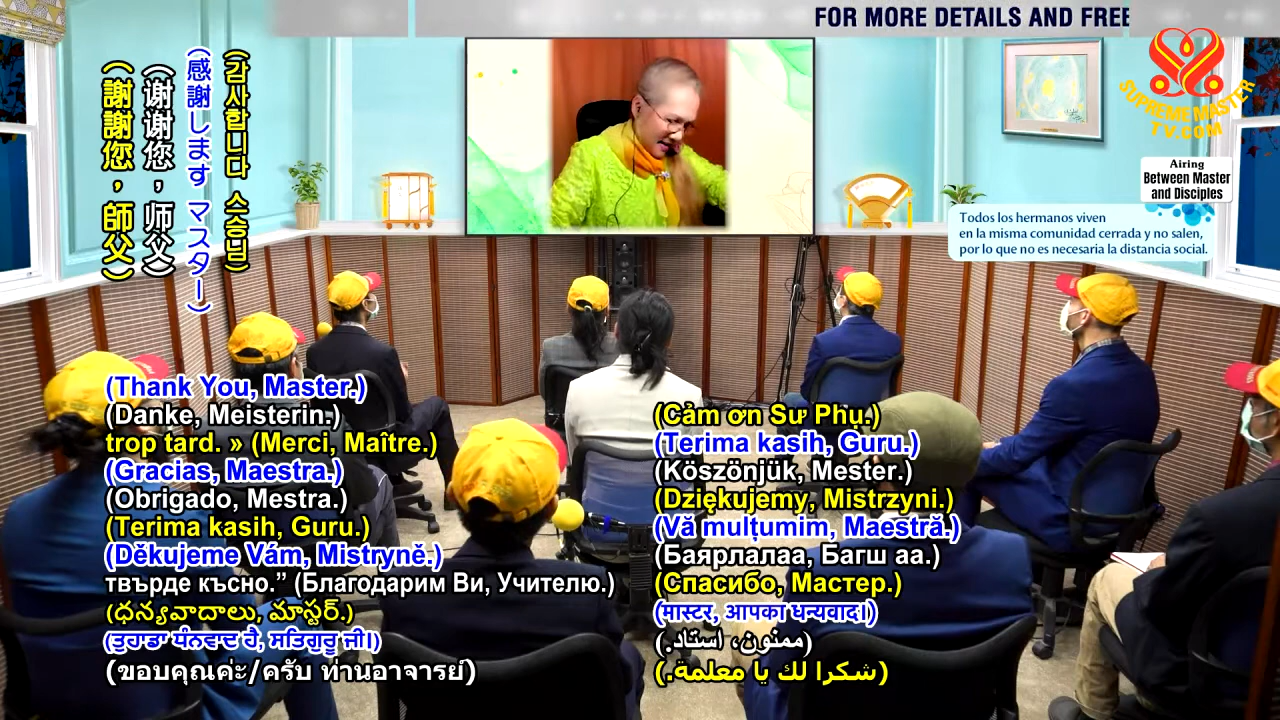 FOR MORE DETAILS AND FREE
SUPREME MASTER
TV.COM
Airing
Between Master
and Disciples
Todos los hermanos viven
en la misma comunidad cerrada y no salen,
por lo que no es necesaria la distancia social.
(謝謝您，師父)
(谢谢您，师父)
(感謝します マスター)
(감사합니다 스승님)
(Thank You, Master.)
(Danke, Meisterin.)
trop tard. » (Merci, Maître.)
(Gracias, Maestra.)
(Obrigado, Mestra.)
(Terima kasih, Guru.)
(Děkujeme Vám, Mistryně.)
твърде късно.” (Благодарим Ви, Учителю.)
(ధన్యవాదాలు, మాస్టర్.)
(ਤੁਹਾਡਾ ਧੰਨਵਾਦ ਹੈ, ਸਤਿਗੁਰੂ ਜੀ।)
(ขอบคุณค่ะ/ครับ ท่านอาจารย์)
(Cảm ơn Sư Phụ.)
(Terima kasih, Guru.)
(Köszönjük, Mester.)
(Dziękujemy, Mistrzyni.)
(Vă mulțumim, Maestră.)
(Баярлалаа, Багш аа.)
(Спасибо, Мастер.)
(मास्टर, आपका धन्यवाद।)
(ممنون، استاد.)
(شكرا لك يا معلمة.)